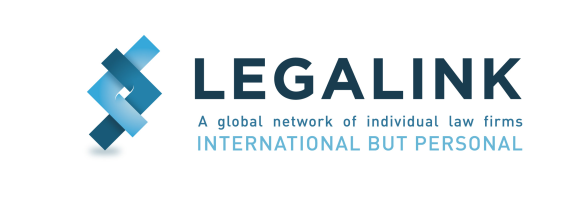 LEGALINK
A global network of individual law firms
INTERNATIONAL BUT PERSONAL